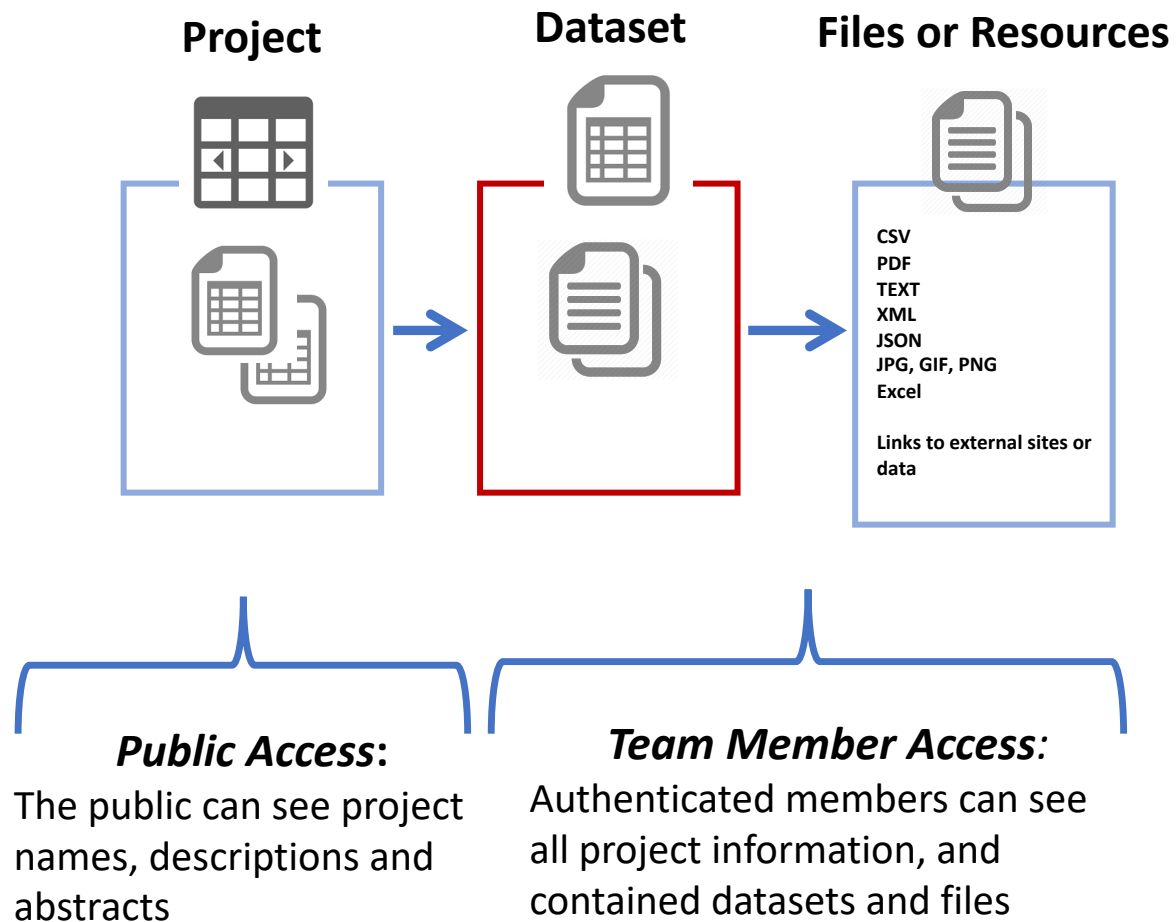 Project
Dataset
Files or Resources
CSV
PDF
TEXT
XML
JSON
JPG, GIF, PNG
Excel
Links to external sites or
data
Public Access:
The public can see project
names, descriptions and
abstracts
Team Member Access:
Authenticated members can see
all project information, and
contained datasets and files